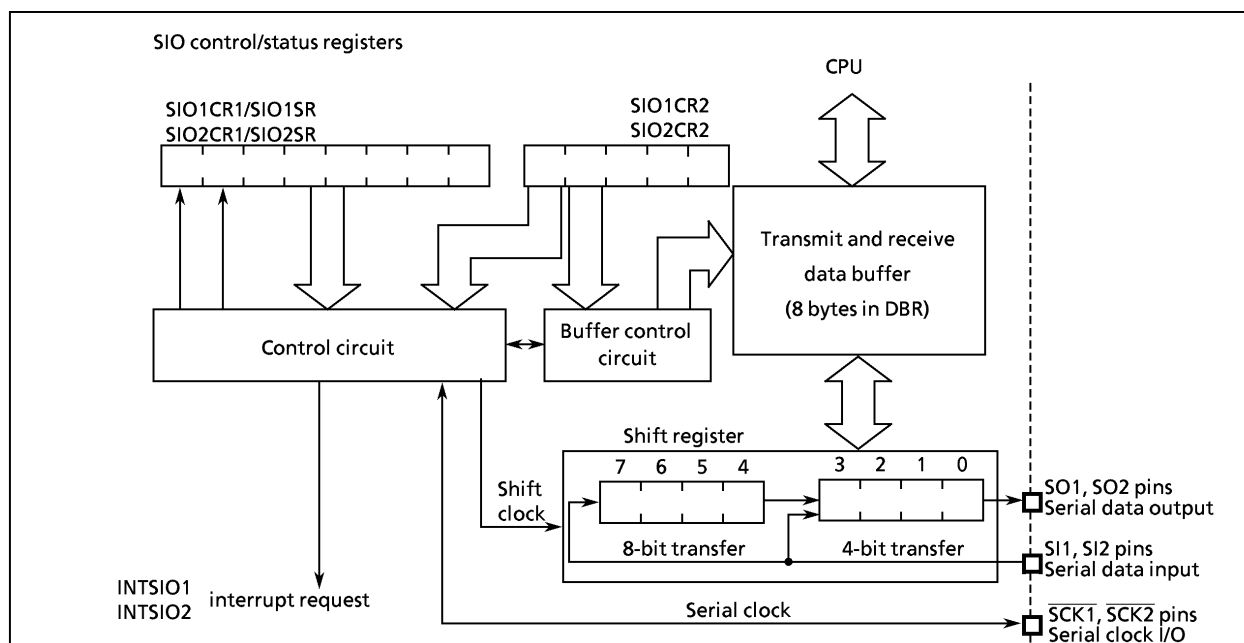 SIO control/status registers
CPU
SIO1CR1/SIO1SR
SIO2CR1/SIO2SR
SIO1CR2
SIO2CR2
Transmit and receive
data buffer
(8 bytes in DBR)
Control circuit
Buffer control
circuit
Shift register
7 6 5 4 3 2 1 0
Shift
clock
8-bit transfer
4-bit transfer
SO1, SO2 pins
Serial data output
SI1, SI2 pins
Serial data input
INTSIO1
INTSIO2
interrupt request
Serial clock
S̅C̅K̅1̅, S̅C̅K̅2̅ pins
Serial clock I/O